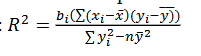 : R² = b_i(∑(x_i−x̄)(y_i−y̅)) / ∑y_i²−nȳ²